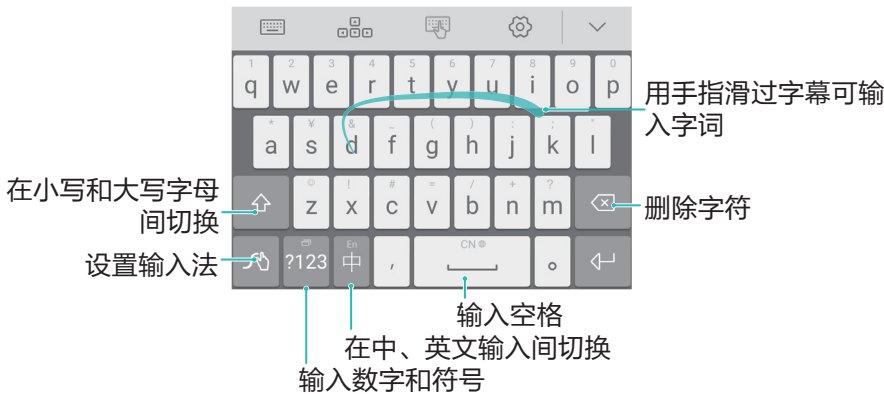 1 2 3 4 5 6 7 8 9 0
q w e r t y u i o p
用手指滑过字幕可输
入字词
* ¥ & _ ( ) : ; "
a s d f g h j k l
在小写和大写字母
间切换
! # = / + ?
z x c v b n m
删除字符
设置输入法
?123
En
中
,
CN
。
输入空格
在中、英文输入间切换
输入数字和符号